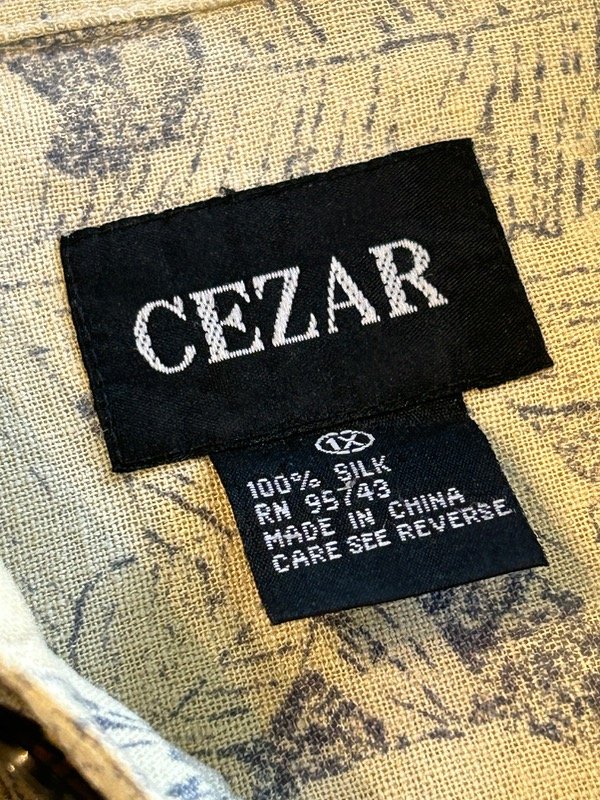 CEZAR
1X
100% SILK
RN 95743
MADE IN CHINA
CARE SEE REVERSE